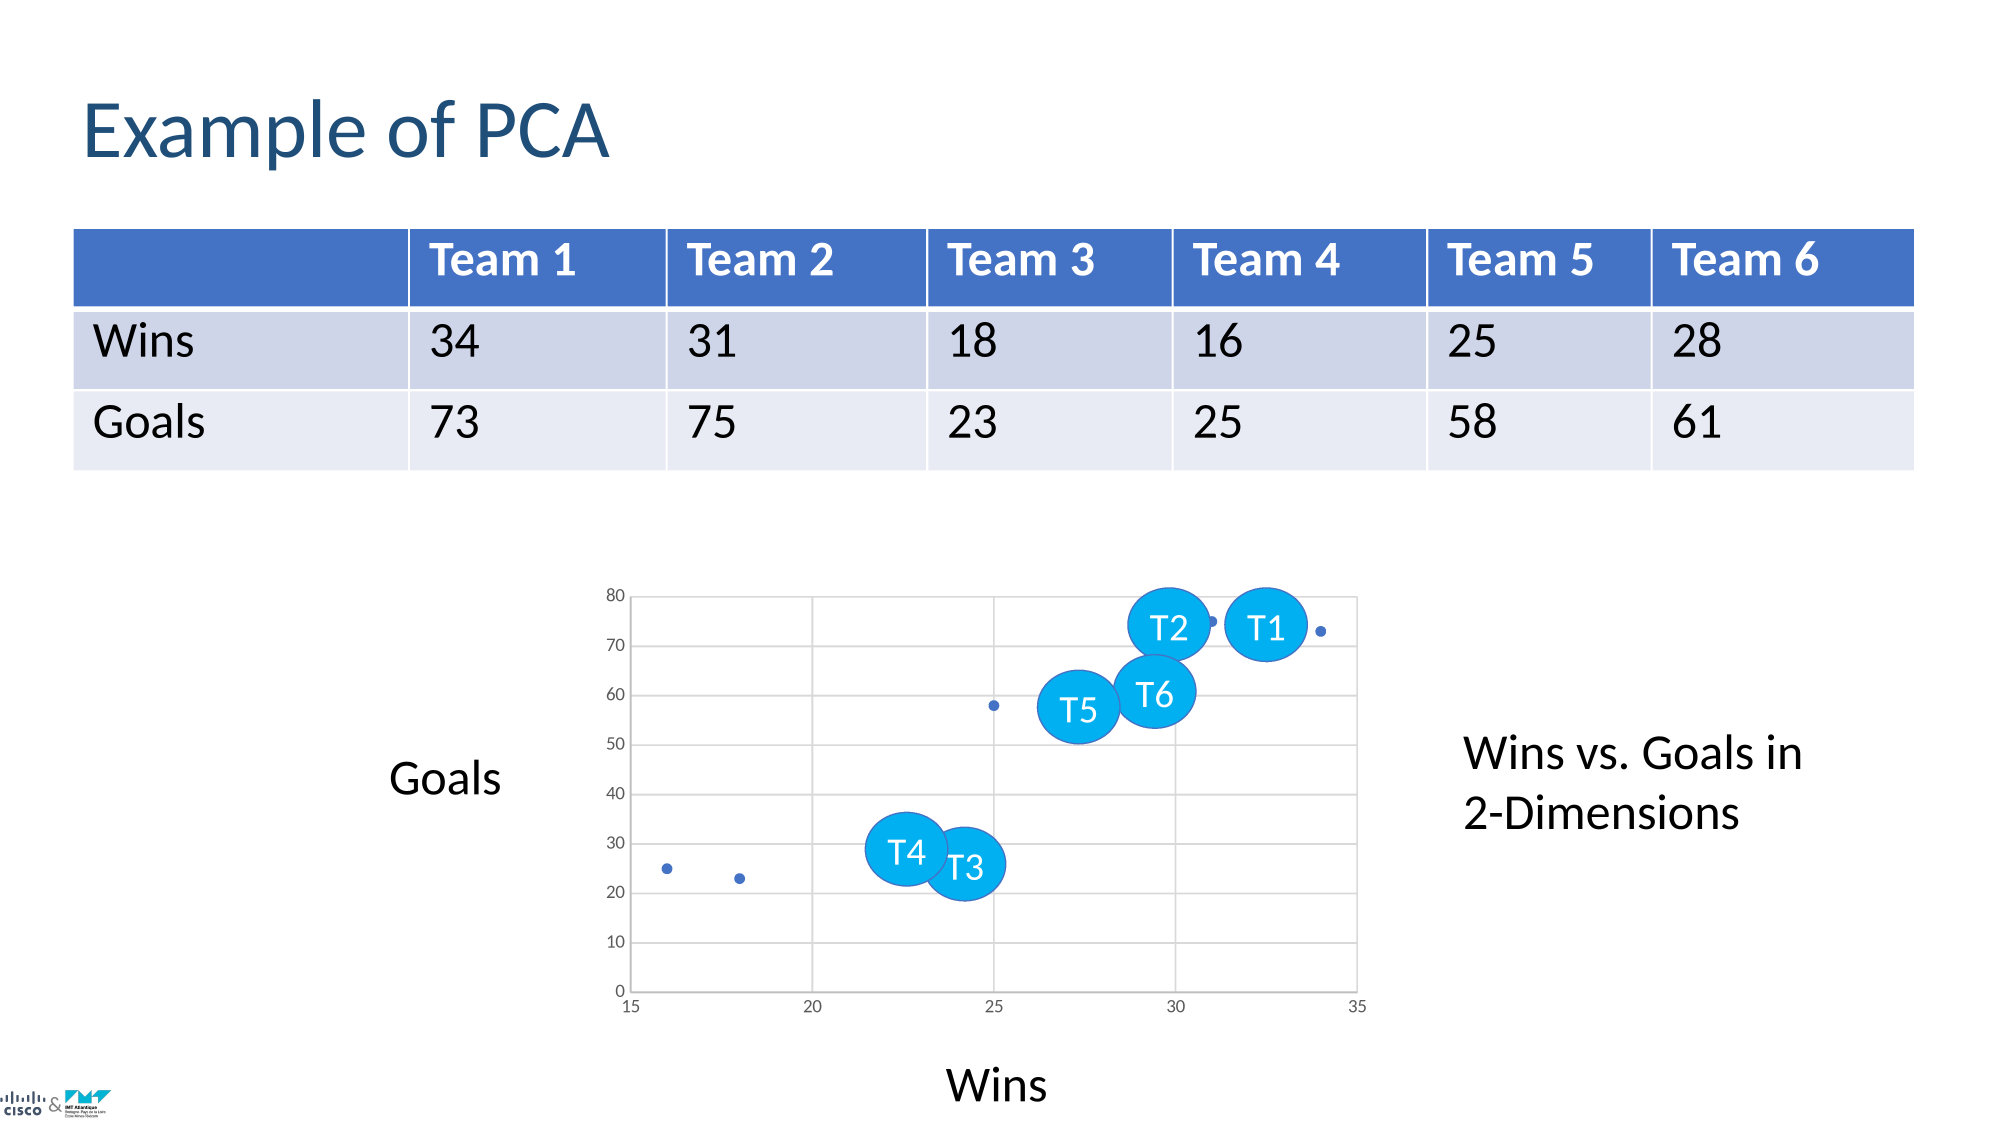 Example of PCA
Team 1 Team 2 Team 3 Team 4 Team 5 Team 6
Wins 34 31 18 16 25 28
Goals 73 75 23 25 58 61
80
70
60
50
40
30
20
10
0
15 20 25 30 35
T2 T1
T6
T5
T4 T3
Goals
Wins
Wins vs. Goals in
2-Dimensions
CISCO & IMT Atlantique